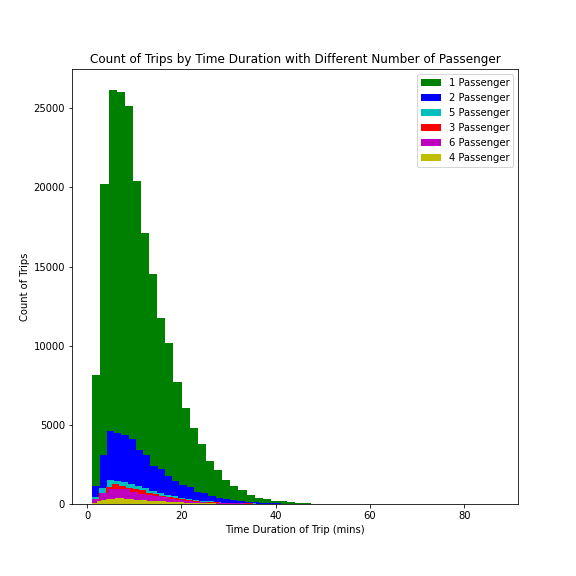 Count of Trips by Time Duration with Different Number of Passenger
1 Passenger
2 Passenger
5 Passenger
3 Passenger
6 Passenger
4 Passenger
25000
20000
15000
10000
5000
0
Count of Trips
0 20 40 60 80
Time Duration of Trip (mins)